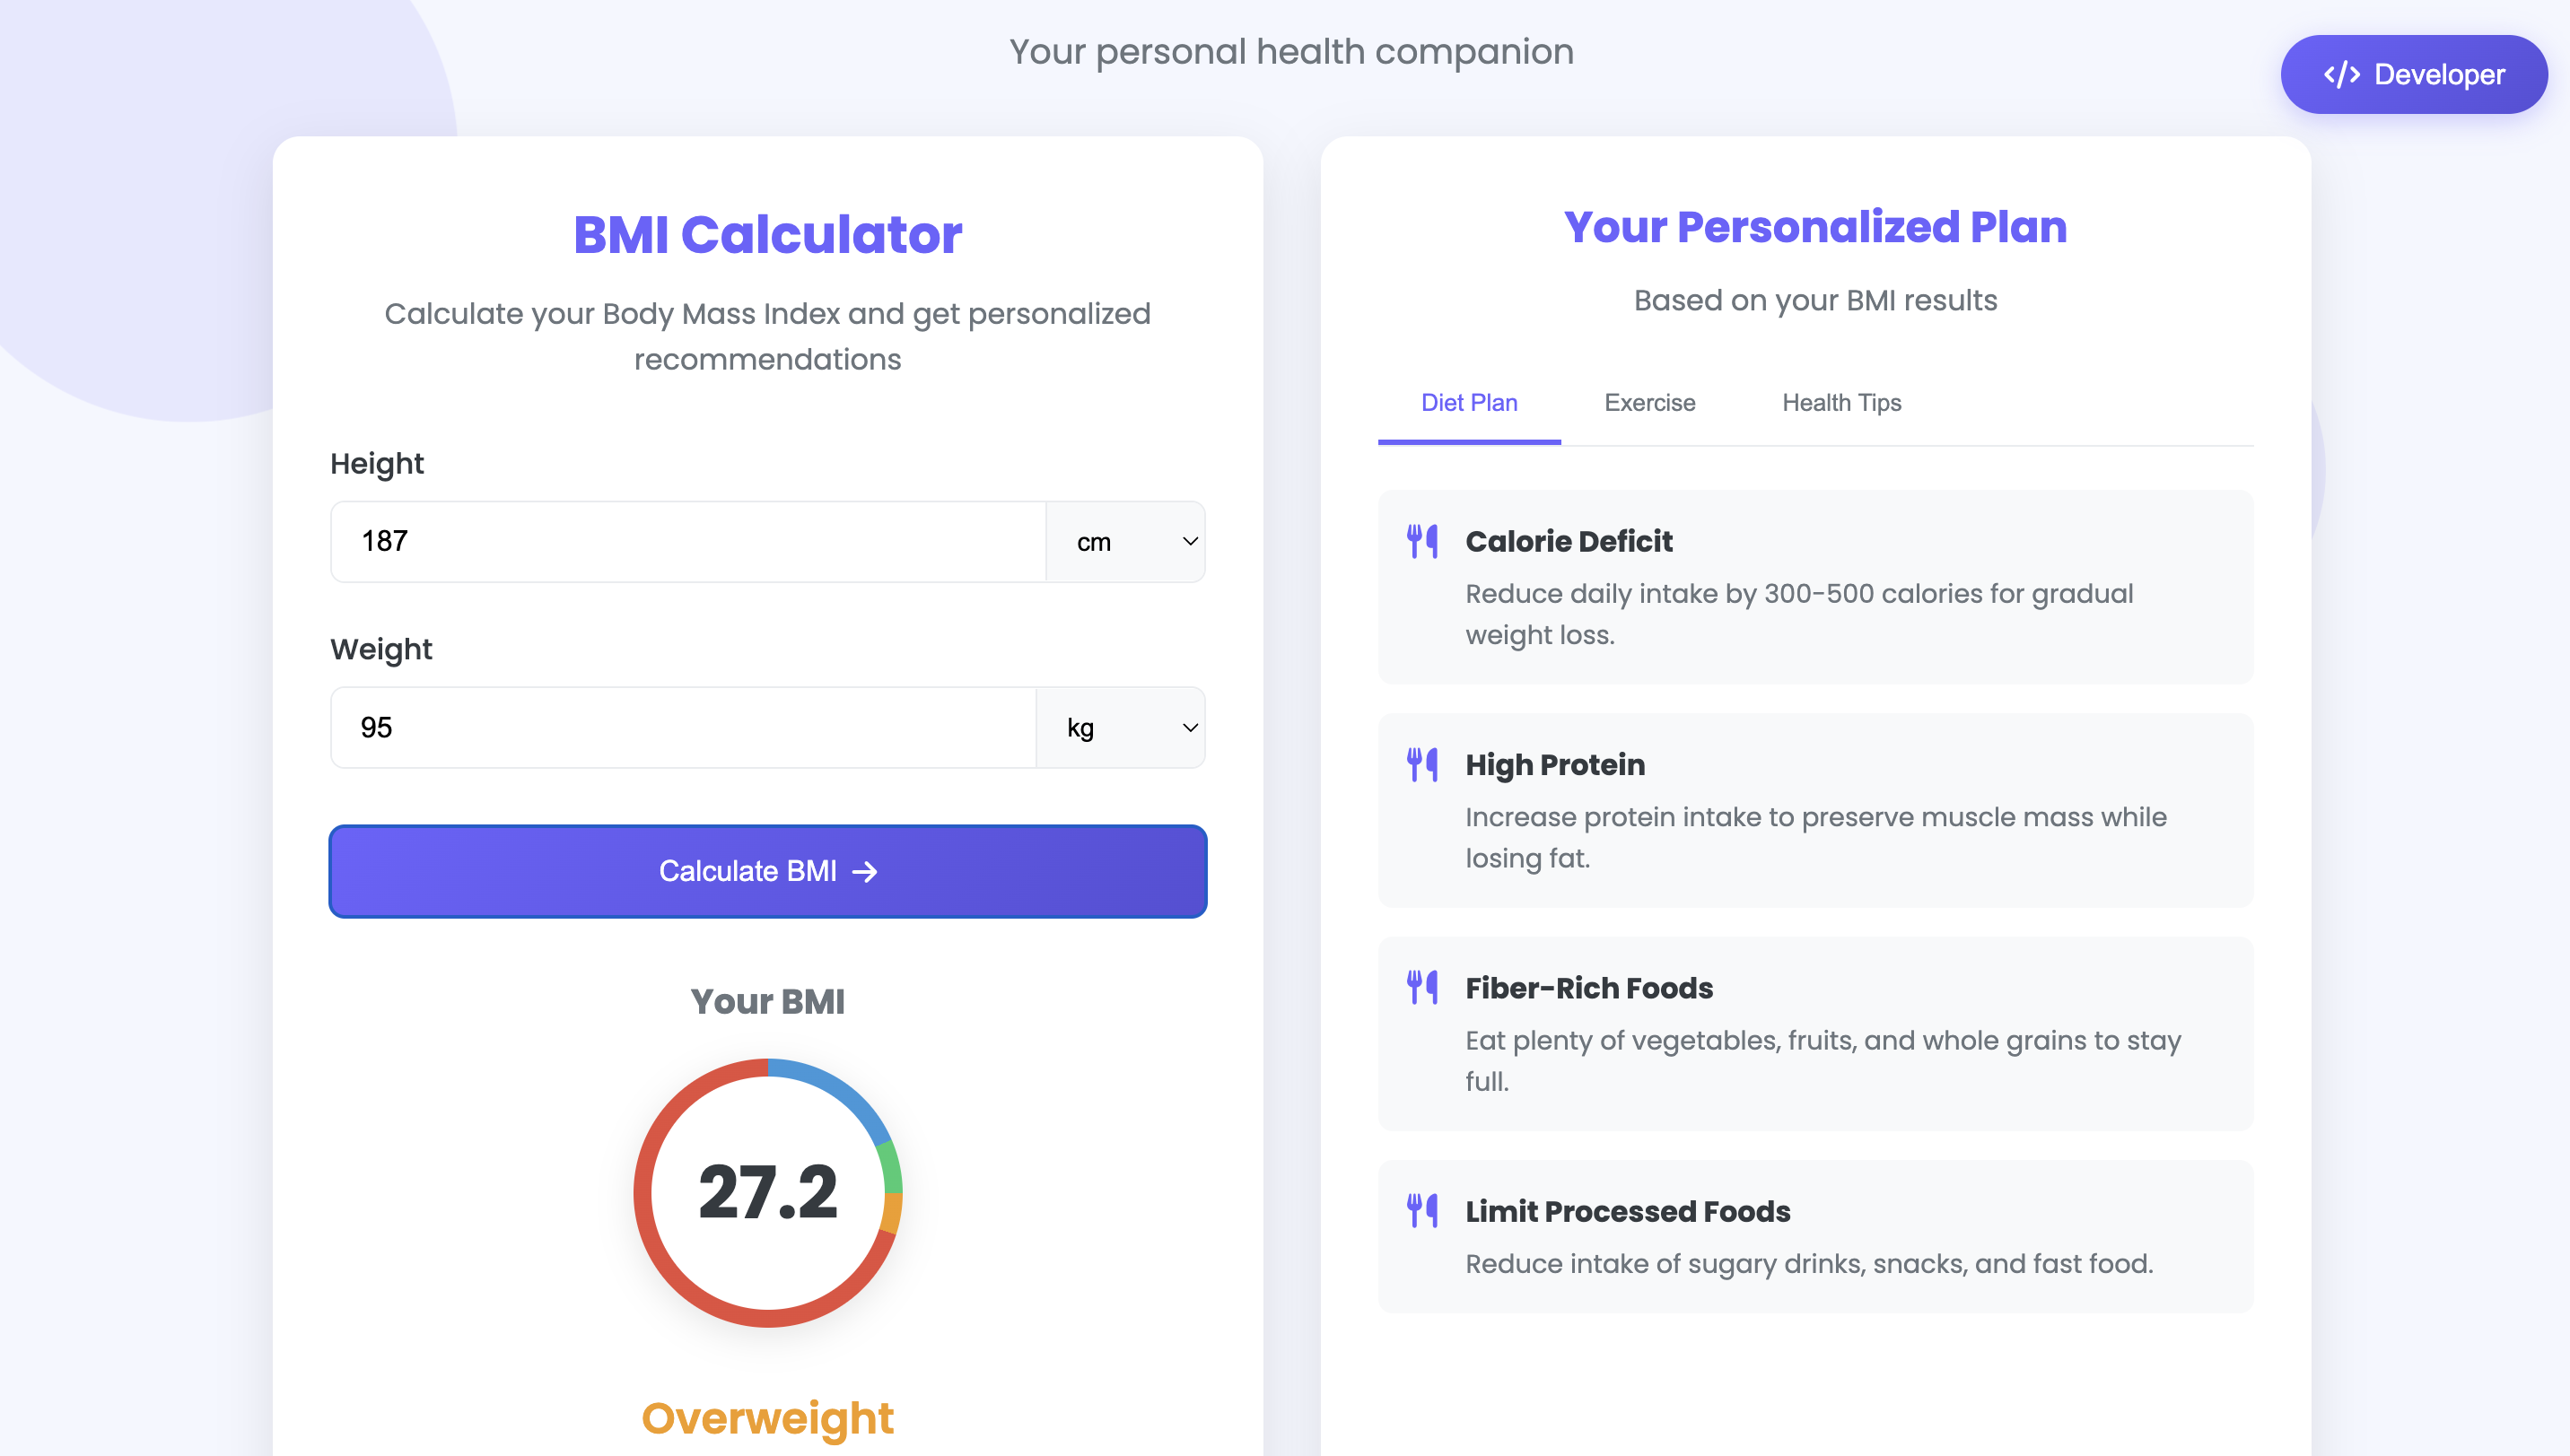 Your personal health companion
Developer
BMI Calculator
Calculate your Body Mass Index and get personalized
recommendations
Height
187
cm
Weight
95
kg
Calculate BMI
Your BMI
27.2
Overweight
Your Personalized Plan
Based on your BMI results
Diet Plan
Exercise
Health Tips
Calorie Deficit
Reduce daily intake by 300-500 calories for gradual
weight loss.
High Protein
Increase protein intake to preserve muscle mass while
losing fat.
Fiber-Rich Foods
Eat plenty of vegetables, fruits, and whole grains to stay
full.
Limit Processed Foods
Reduce intake of sugary drinks, snacks, and fast food.